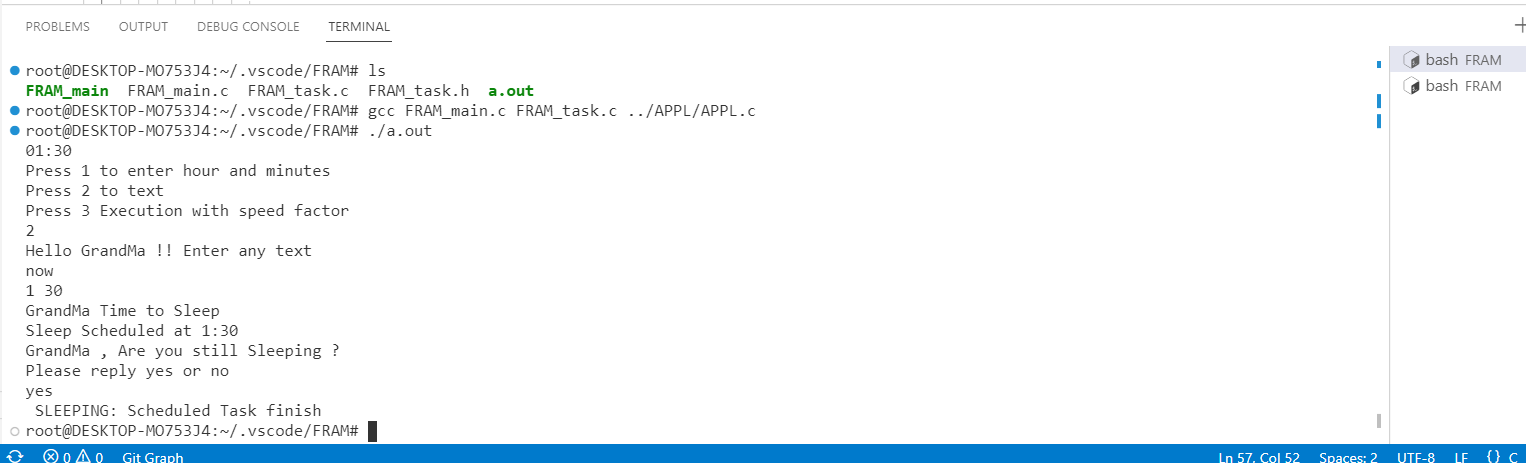 PROBLEMS OUTPUT DEBUG CONSOLE TERMINAL
root@DESKTOP-MO753J4:~/.vscode/FRAM# ls
FRAM_main FRAM_main.c FRAM_task.c FRAM_task.h a.out
root@DESKTOP-MO753J4:~/.vscode/FRAM# gcc FRAM_main.c FRAM_task.c ../APPL/APPL.c
root@DESKTOP-MO753J4:~/.vscode/FRAM# ./a.out
01:30
Press 1 to enter hour and minutes
Press 2 to text
Press 3 Execution with speed factor
2
Hello GrandMa !! Enter any text
now
1 30
GrandMa Time to Sleep
Sleep Scheduled at 1:30
GrandMa , Are you still Sleeping ?
Please reply yes or no
yes
SLEEPING: Scheduled Task finish
root@DESKTOP-MO753J4:~/.vscode/FRAM#
bash FRAM
bash FRAM
0 0 Git Graph Ln 57, Col 52 Spaces: 2 UTF-8 LF {} C